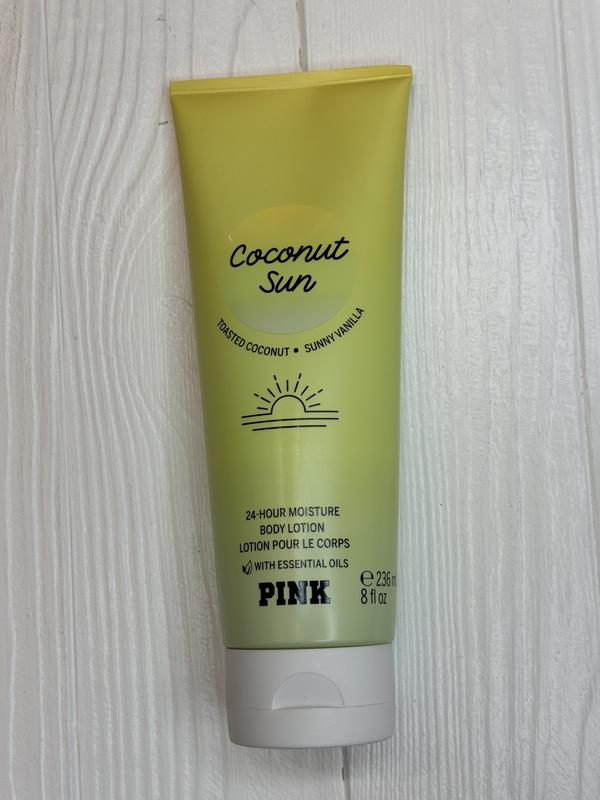 Coconut
Sun
TOASTED COCONUT • SUNNY VANILLA
24-HOUR MOISTURE
BODY LOTION
LOTION POUR LE CORPS
WITH ESSENTIAL OILS
PINK
℮ 236 m
8 fl oz